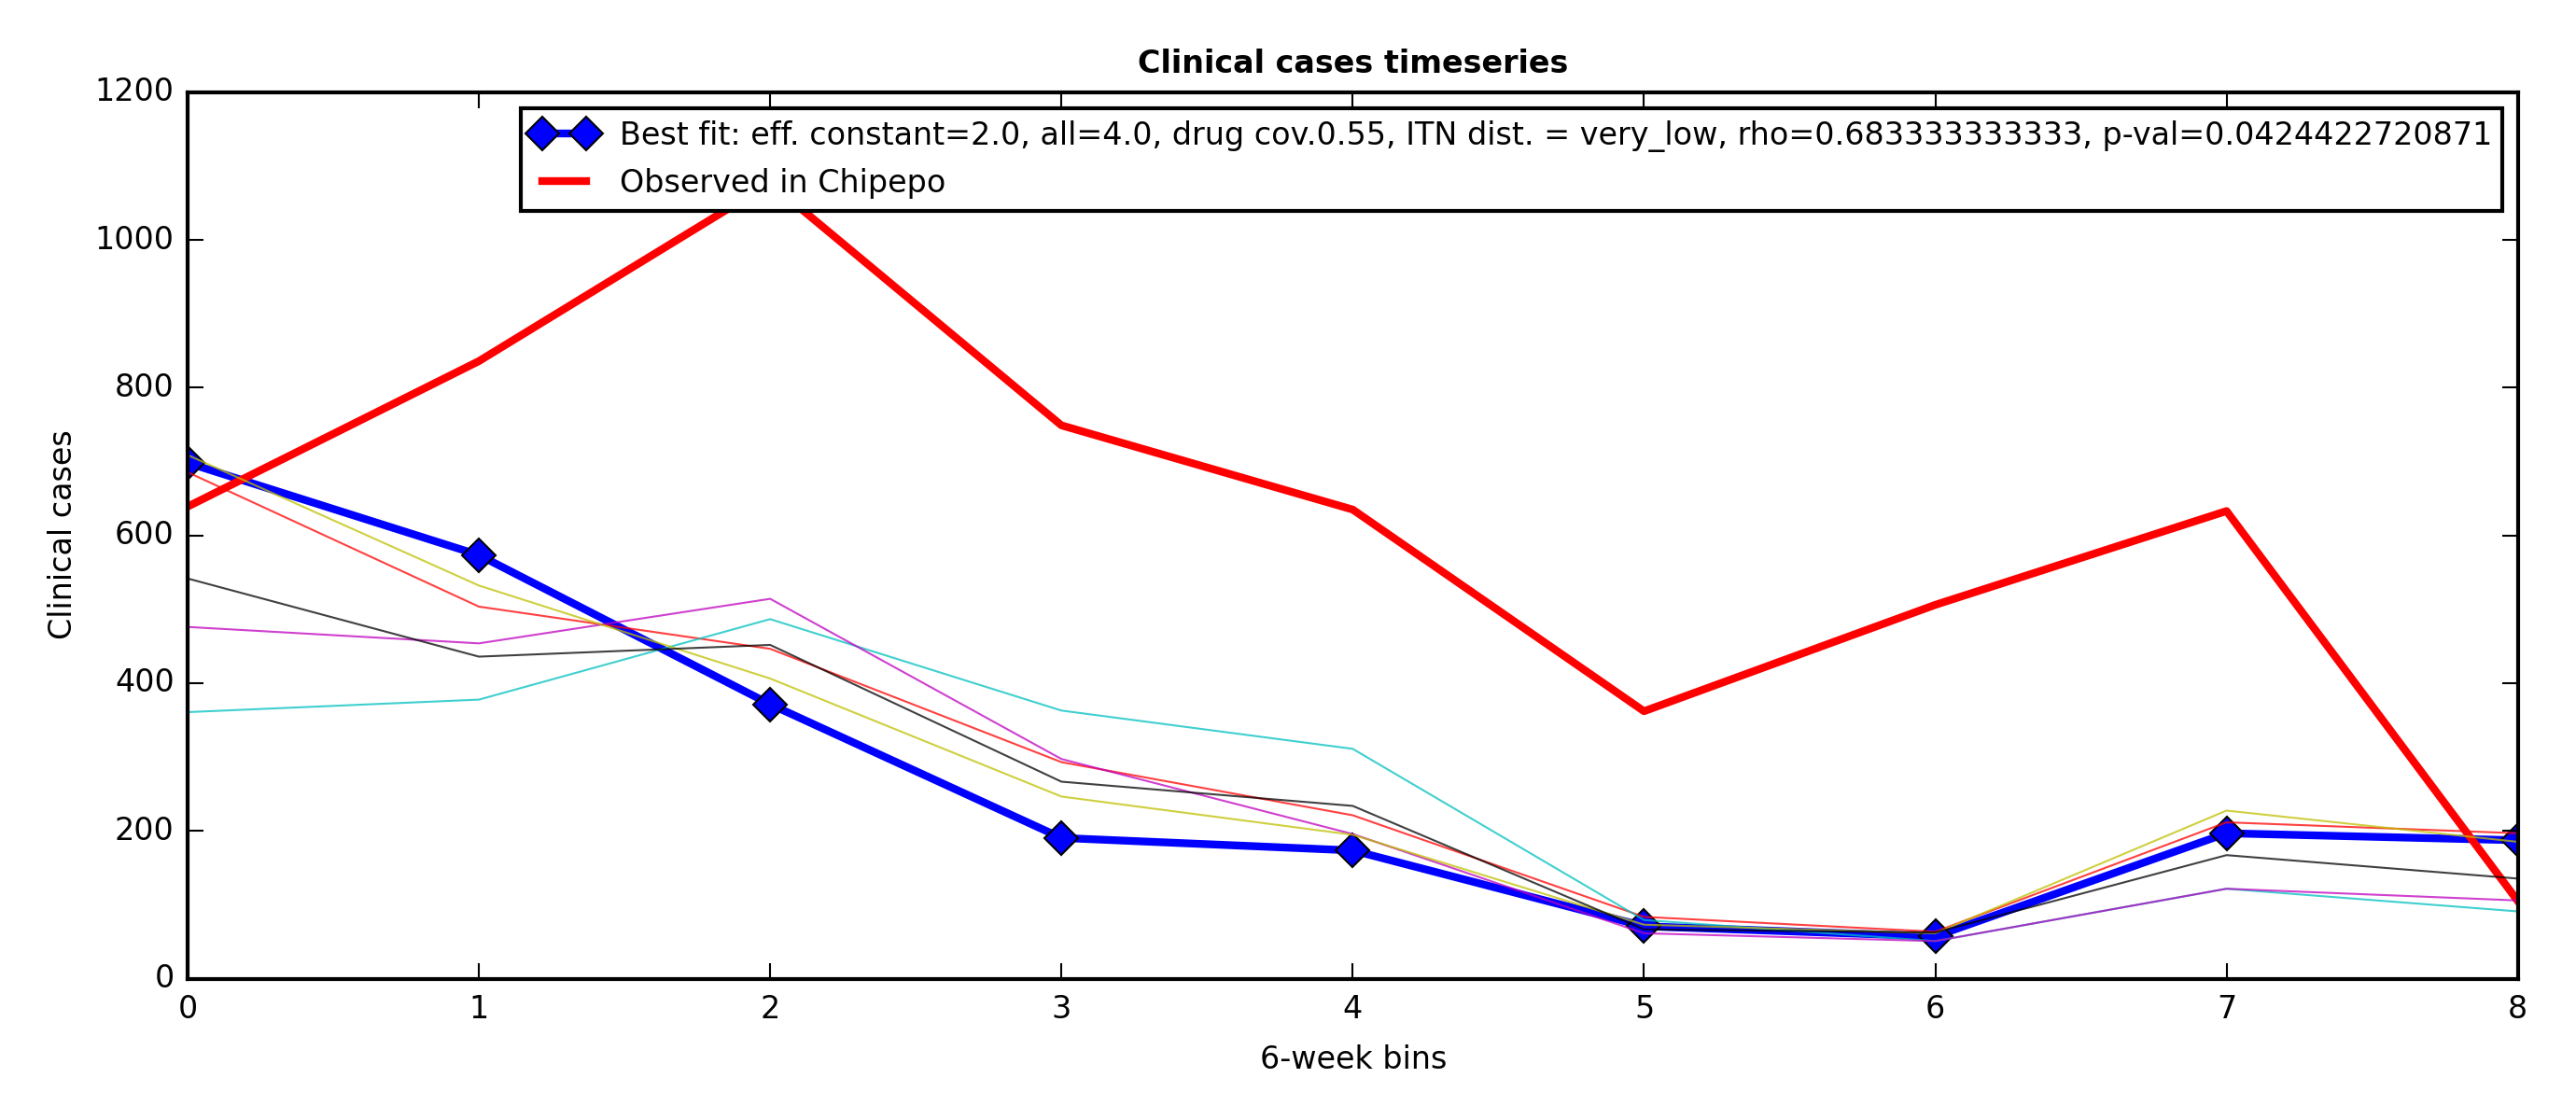 Clinical cases timeseries
1200
1000
800
600
400
200
0
Clinical cases
Best fit: eff. constant=2.0, all=4.0, drug cov.0.55, ITN dist. = very_low, rho=0.683333333333, p-val=0.0424422720871
Observed in Chipepo
0 1 2 3 4 5 6 7 8
6-week bins